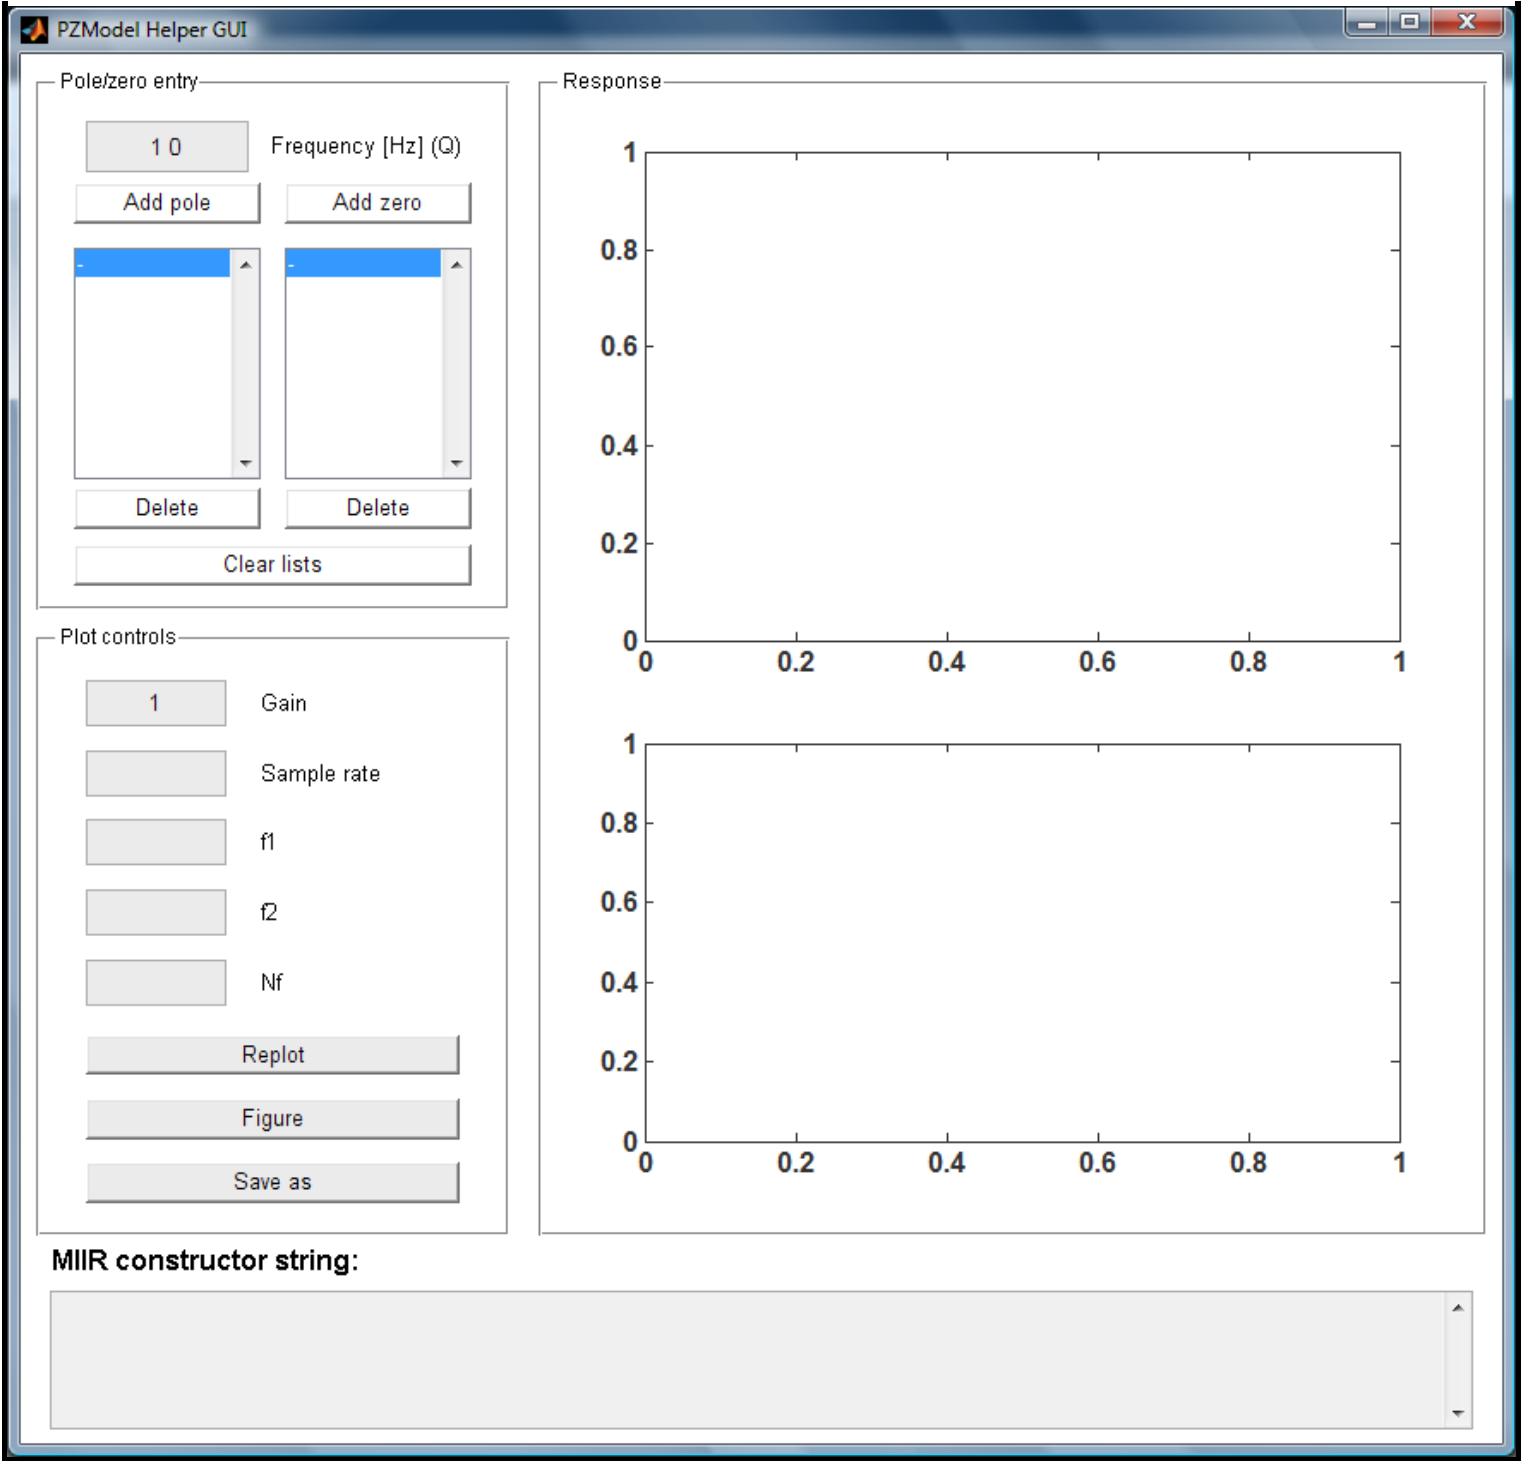 PZModel Helper GUI
Pole/zero entry
1 0 Frequency [Hz] (Q)
Add pole Add zero
- -
Delete Delete
Clear lists
Plot controls
1 Gain
Sample rate
f1
f2
Nf
Replot
Figure
Save as
Response
1
0.8
0.6
0.4
0.2
0
0 0.2 0.4 0.6 0.8 1
1
0.8
0.6
0.4
0.2
0
0 0.2 0.4 0.6 0.8 1
MIIR constructor string: